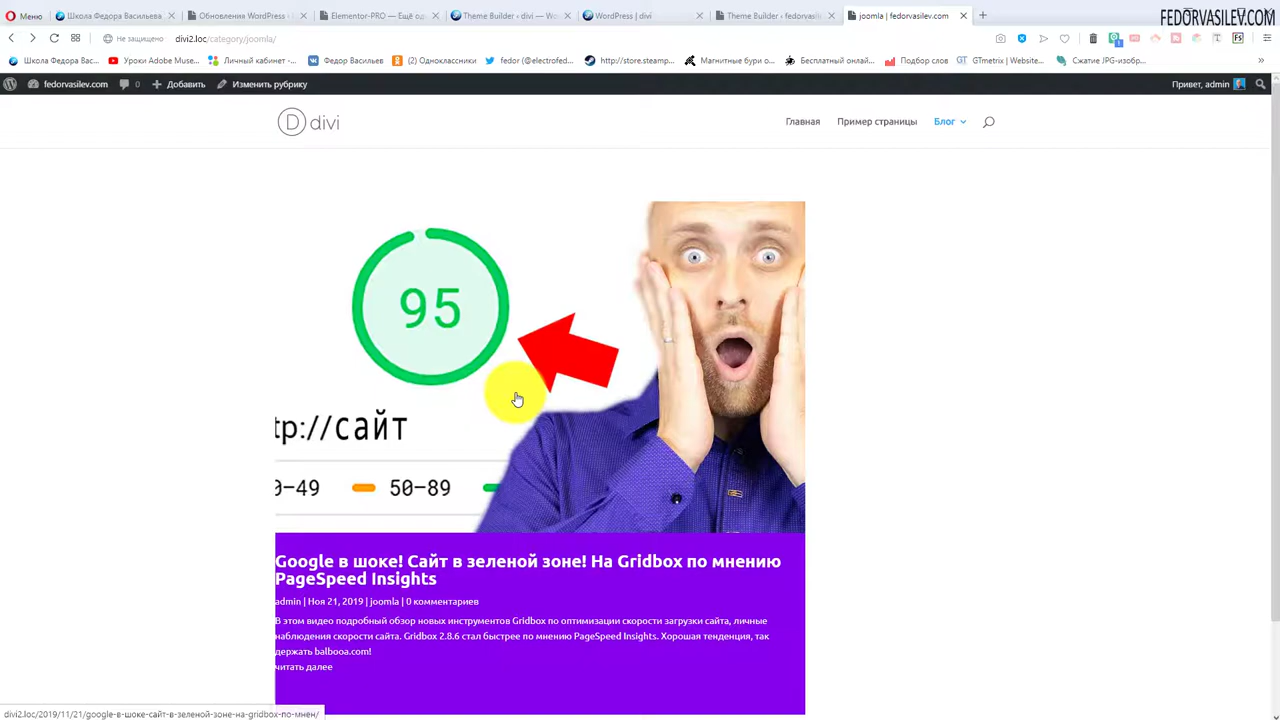 FEDORVASILEV.COM
Меню
Школа Федора Васильева
Обновления WordPress
Elementor-PRO — Ещё од
Theme Builder ‹ divi — Wo
WordPress | divi
Theme Builder ‹ fedorvasile
joomla | fedorvasilev.com
Не защищено
divi2.loc/category/joomla/
Школа Федора Вас...
Уроки Adobe Muse...
Личный кабинет -...
Федор Васильев
(2) Одноклассники
fedor (@electrofed...
http://store.steamp...
Магнитные бури о...
Бесплатный онлай...
Подбор слов
GTmetrix | Website...
Сжатие JPG-изобр...
fedorvasilev.com
0
Добавить
Изменить рубрику
Привет, admin
D divi
Главная
Пример страницы
Блог
95
tp://сайт
0–49
50–89
Google в шоке! Сайт в зеленой зоне! На Gridbox по мнению
PageSpeed Insights
admin | Ноя 21, 2019 | joomla | 0 комментариев
В этом видео подробный обзор новых инструментов Gridbox по оптимизации скорости загрузки сайта, личные
наблюдения скорости сайта. Gridbox 2.8.6 стал быстрее по мнению PageSpeed Insights. Хорошая тенденция, так
держать balbooa.com!
читать далее
divi2.loc/2019/11/21/google-в-шоке-сайт-в-зеленой-зоне-на-gridbox-по-мнен/